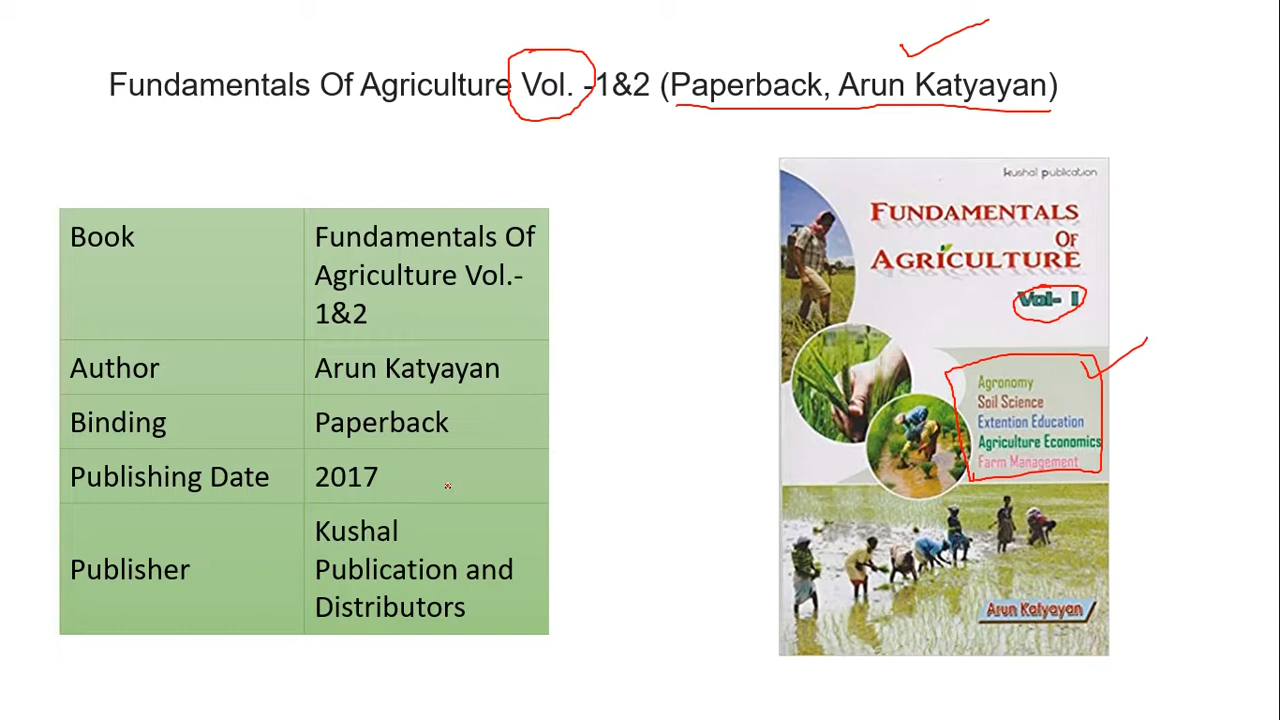 Fundamentals Of Agriculture Vol. -1&2 (Paperback, Arun Katyayan)
Book
Fundamentals Of
Agriculture Vol.-
1&2
Author
Arun Katyayan
Binding
Paperback
Publishing Date
2017
Publisher
Kushal
Publication and
Distributors
kushal publication
FUNDAMENTALS
OF
AGRICULTURE
Vol- I
Agronomy
Soil Science
Extention Education
Agriculture Economics
Farm Management
Arun Katyayan